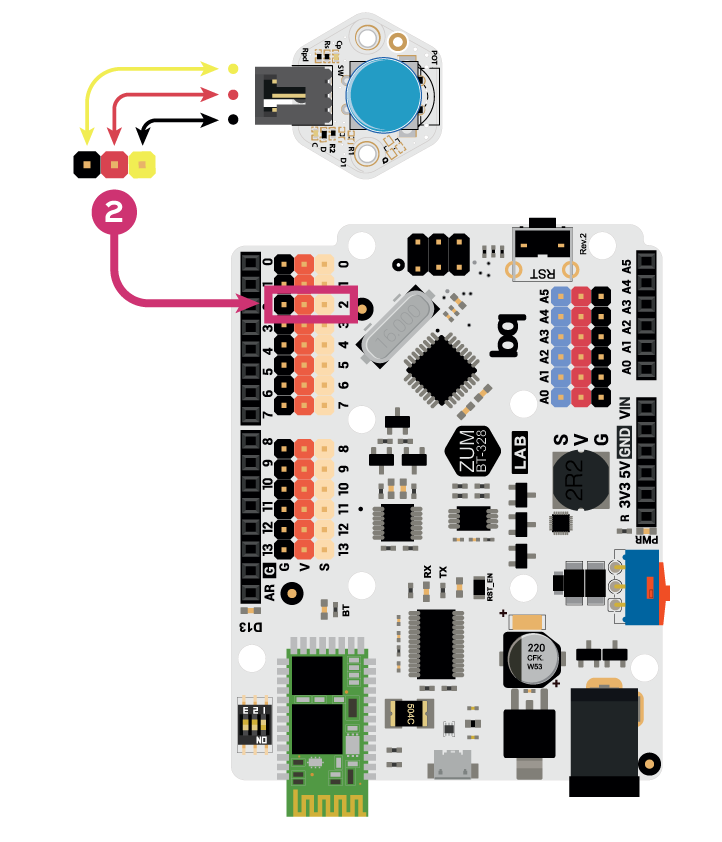 Cp
Rs
Rpd
SW
POT
C
D
R2
D1
R1
2
Rev.2
RST
0
1
2
3
4
5
6
7
0
2
3
4
5
6
7
16.000
bq
A5
A4
A3
A2
A1
A0
A5
A4
A3
A2
A1
A0
8
9
10
11
12
13
G
AR
8
9
10
11
12
13
G
V
S
ZUM
BT-328
LAB
S
V
G
2R2
VIN
GND
5V
3V3
R
PWR
RX
TX
RST_EN
BT
D13
220
CFK.
W53
504C
1 2 3
ON